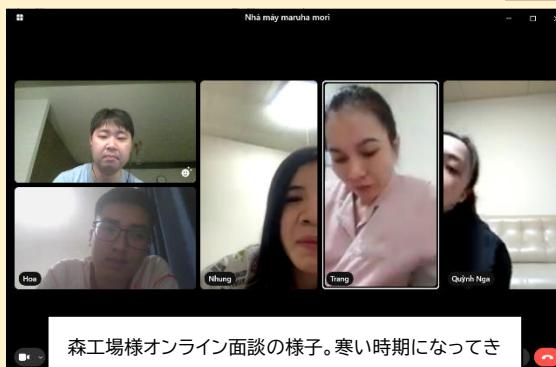 Nhà máy maruha mori
Hoa
Nhung
Trang
Quỳnh Nga
森工場様オンライン面談の様子。寒い時期になってき